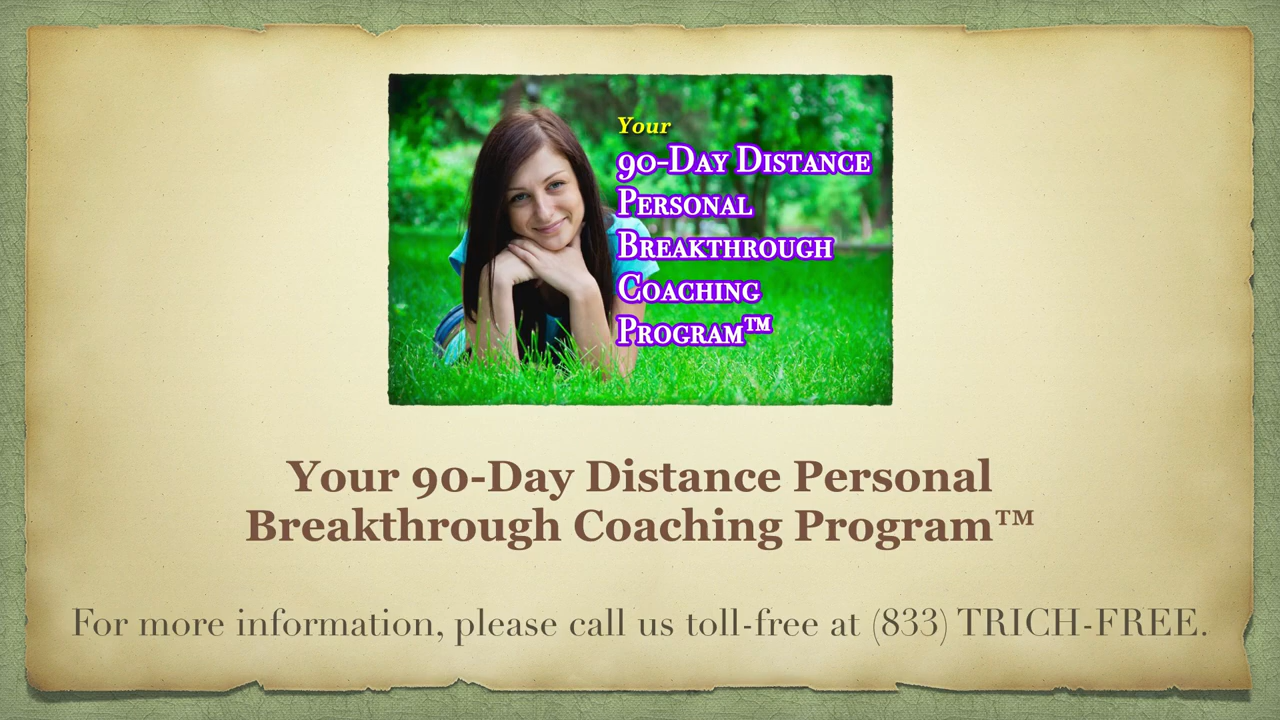 Your
90-Day Distance
Personal
Breakthrough
Coaching
Program™
Your 90-Day Distance Personal
Breakthrough Coaching Program™
For more information, please call us toll-free at (833) TRICH-FREE.